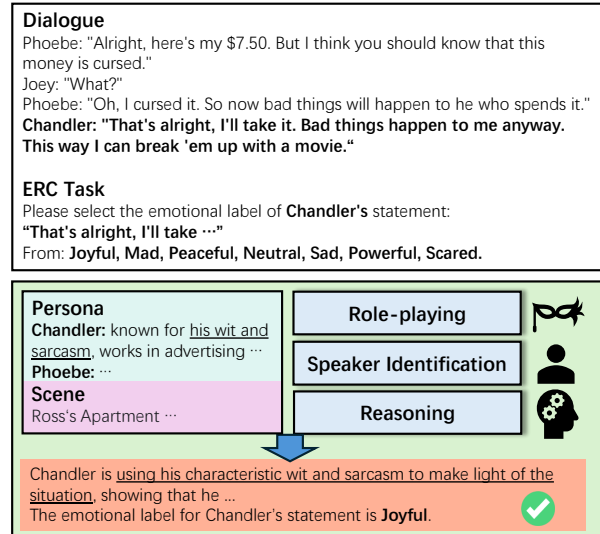 Dialogue
Phoebe: "Alright, here's my $7.50. But I think you should know that this
money is cursed."
Joey: "What?"
Phoebe: "Oh, I cursed it. So now bad things will happen to he who spends it."
Chandler: "That's alright, I'll take it. Bad things happen to me anyway.
This way I can break 'em up with a movie.“
ERC Task
Please select the emotional label of Chandler's statement:
“That's alright, I'll take ⋯”
From: Joyful, Mad, Peaceful, Neutral, Sad, Powerful, Scared.
Persona
Chandler: known for his wit and
sarcasm, works in advertising ⋯
Phoebe: ⋯
Scene
Ross‘s Apartment ⋯
Role-playing
Speaker Identification
Reasoning
Chandler is using his characteristic wit and sarcasm to make light of the
situation, showing that he ...
The emotional label for Chandler’s statement is Joyful.